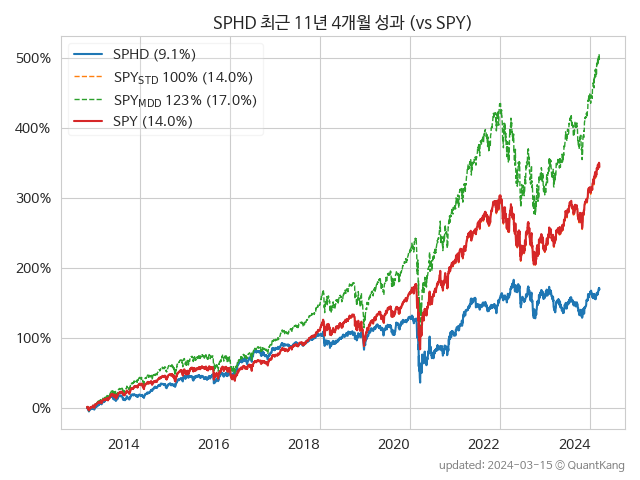 SPHD 최근 11년 4개월 성과 (vs SPY)
SPHD (9.1%)
SPYSTD 100% (14.0%)
SPYMDD 123% (17.0%)
SPY (14.0%)
500%
400%
300%
200%
100%
0%
2014 2016 2018 2020 2022 2024
updated: 2024-03-15 ⓒ QuantKang